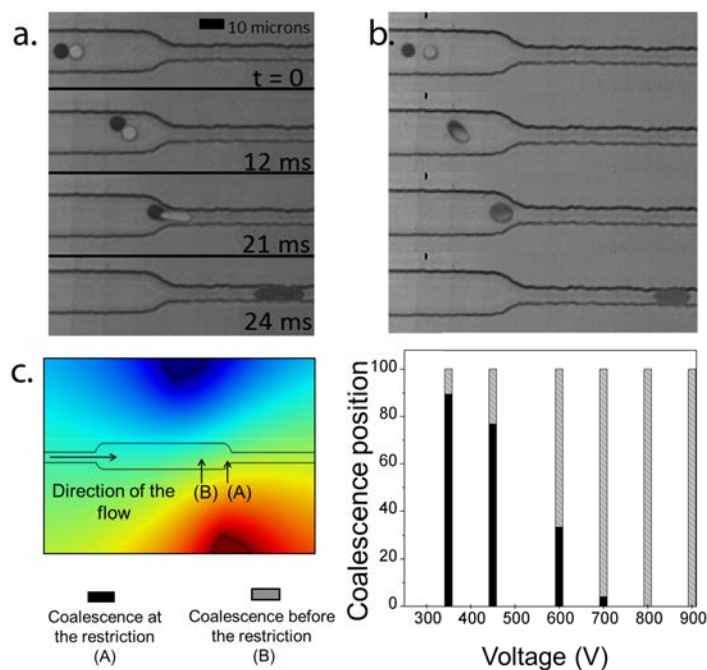 a.
10 microns
t = 0
12 ms
21 ms
24 ms
b.
c.
Direction of the
flow
(B)
(A)
Coalescence at
the restriction
(A)
Coalescence before
the restriction
(B)
Coalescence position
100
80
60
40
20
0
300 400 500 600 700 800 900
Voltage (V)